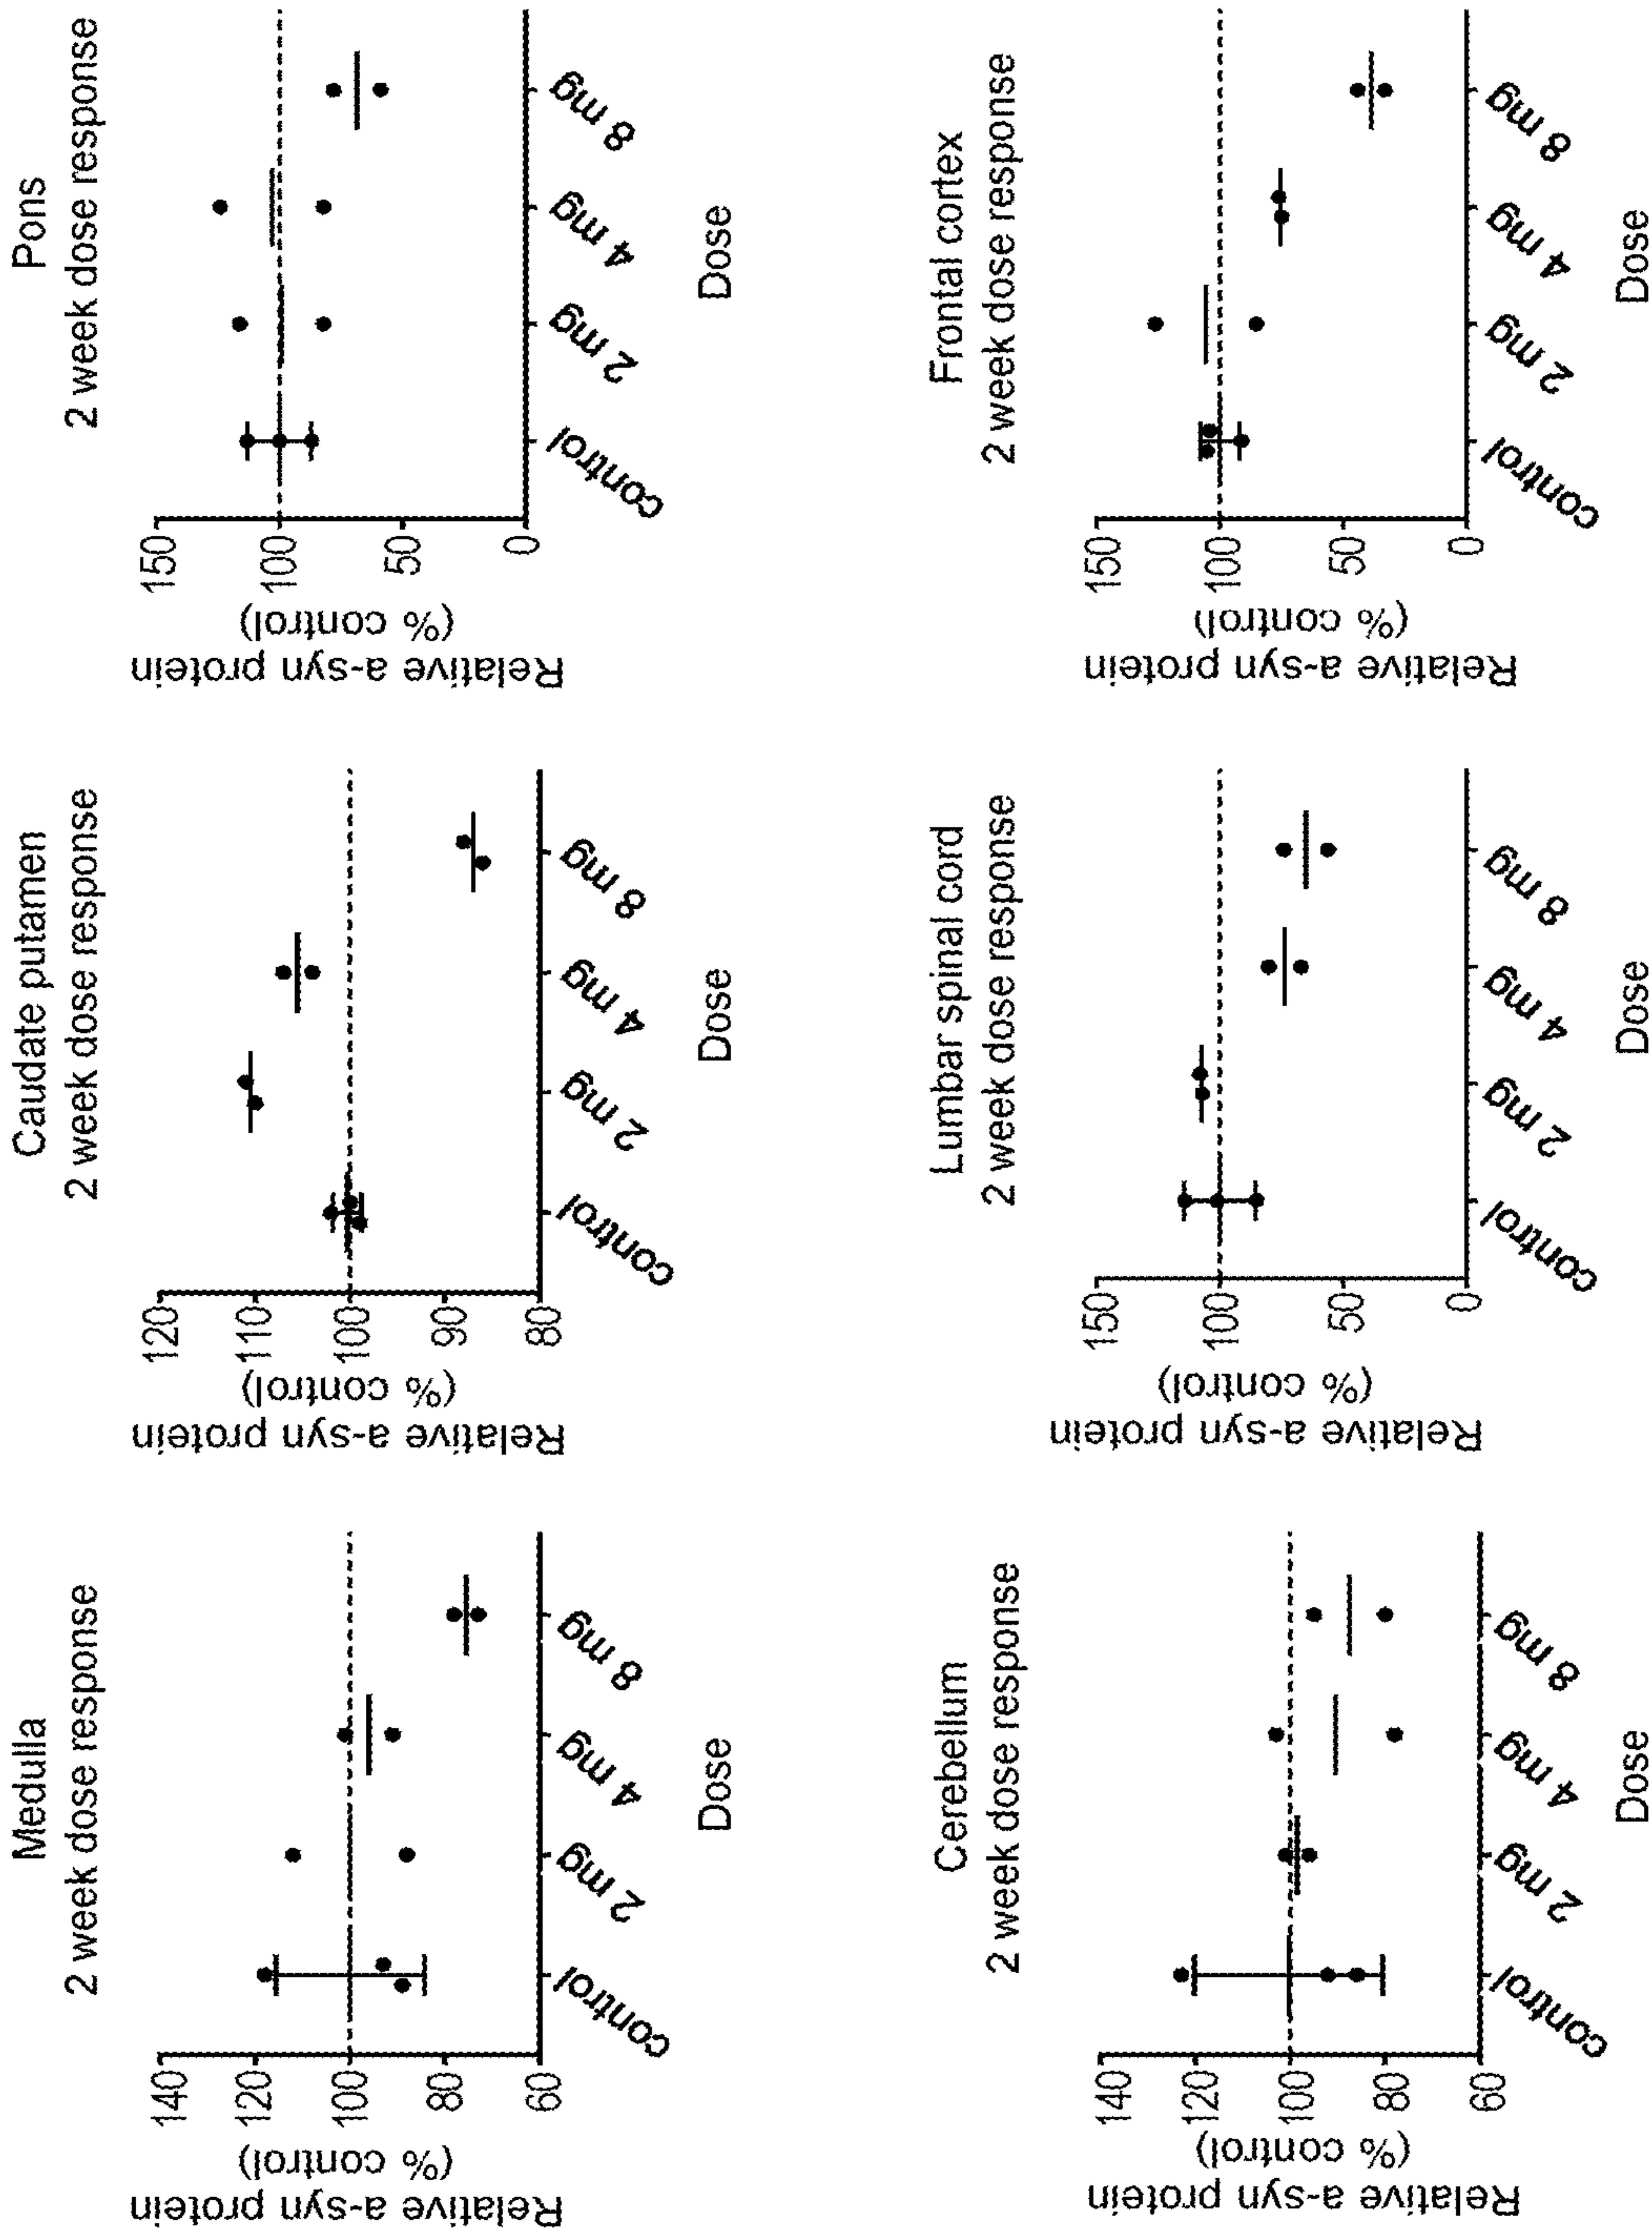 Medulla
2 week dose response
Relative a-syn protein
(% control)
140
120
100
80
60
control
2 mg
4 mg
8 mg
Dose
Caudate putamen
2 week dose response
Relative a-syn protein
(% control)
120
110
100
90
80
control
2 mg
4 mg
8 mg
Dose
Pons
2 week dose response
Relative a-syn protein
(% control)
150
100
50
0
control
2 mg
4 mg
8 mg
Dose
Cerebellum
2 week dose response
Relative a-syn protein
(% control)
140
120
100
80
60
control
2 mg
4 mg
8 mg
Dose
Lumbar spinal cord
2 week dose response
Relative a-syn protein
(% control)
150
100
50
0
control
2 mg
4 mg
8 mg
Dose
Frontal cortex
2 week dose response
Relative a-syn protein
(% control)
150
100
50
0
control
2 mg
4 mg
8 mg
Dose